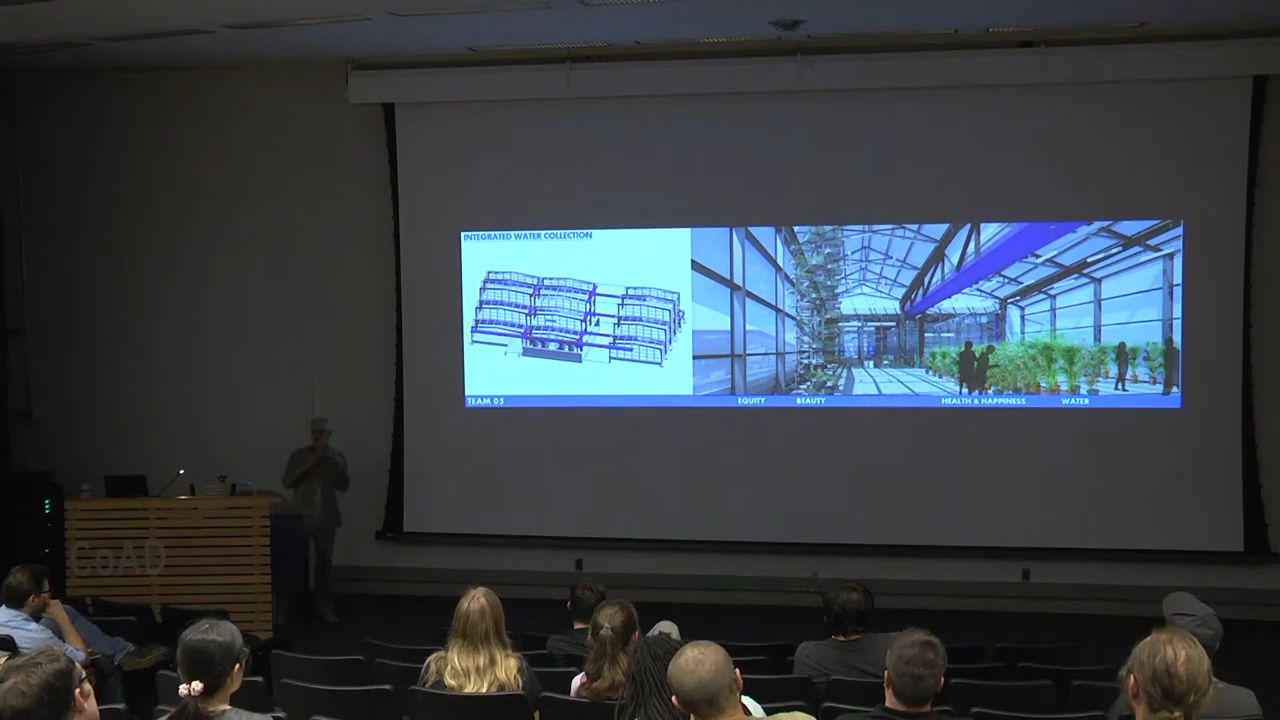 INTEGRATED WATER COLLECTION
TEAM 05
EQUITY BEAUTY HEALTH & HAPPINESS WATER
CoAD